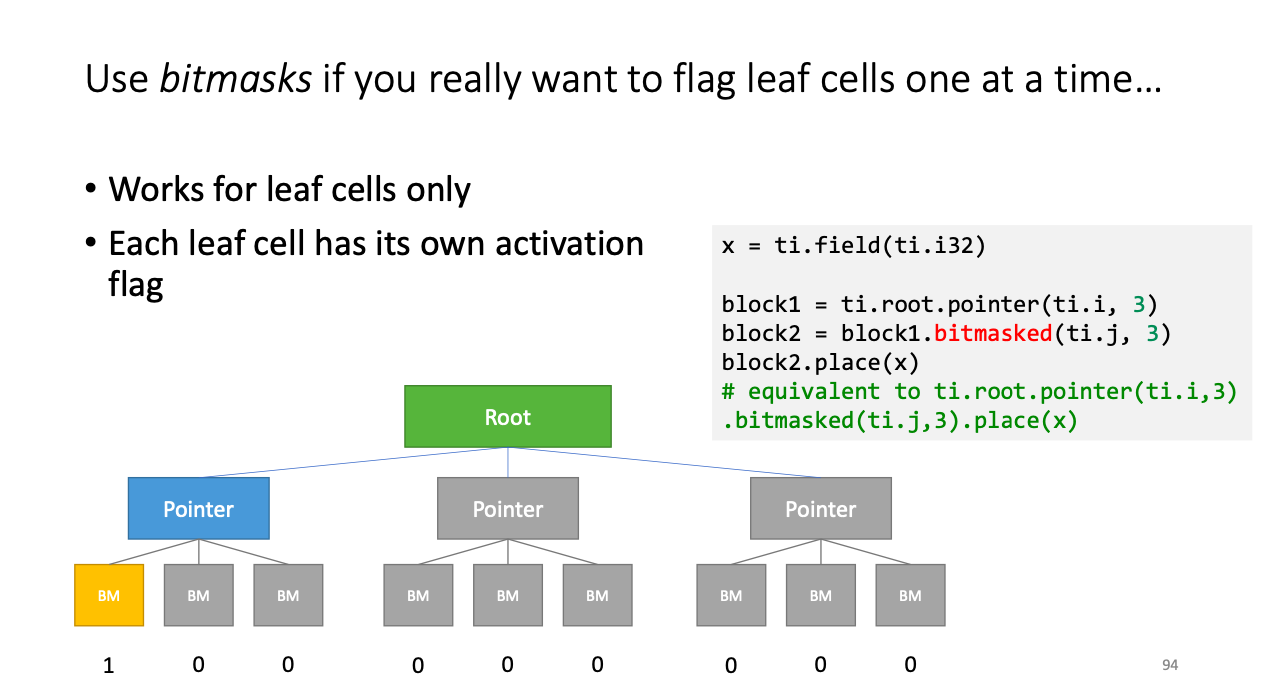 Use bitmasks if you really want to flag leaf cells one at a time…
• Works for leaf cells only
• Each leaf cell has its own activation
flag
x = ti.field(ti.i32)
block1 = ti.root.pointer(ti.i, 3)
block2 = block1.bitmasked(ti.j, 3)
block2.place(x)
# equivalent to ti.root.pointer(ti.i,3)
.bitmasked(ti.j,3).place(x)
Root
Pointer Pointer Pointer
BM BM BM BM BM BM BM BM BM
1 0 0 0 0 0 0 0 0
94